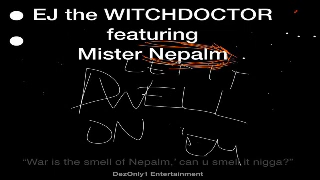 EJ the WITCHDOCTOR
featuring
Mister Nepalm
LET IT
DWELL
ON
“War is the smell of Nepalm,’ can u smell it nigga?”
DezOnly1 Entertainment